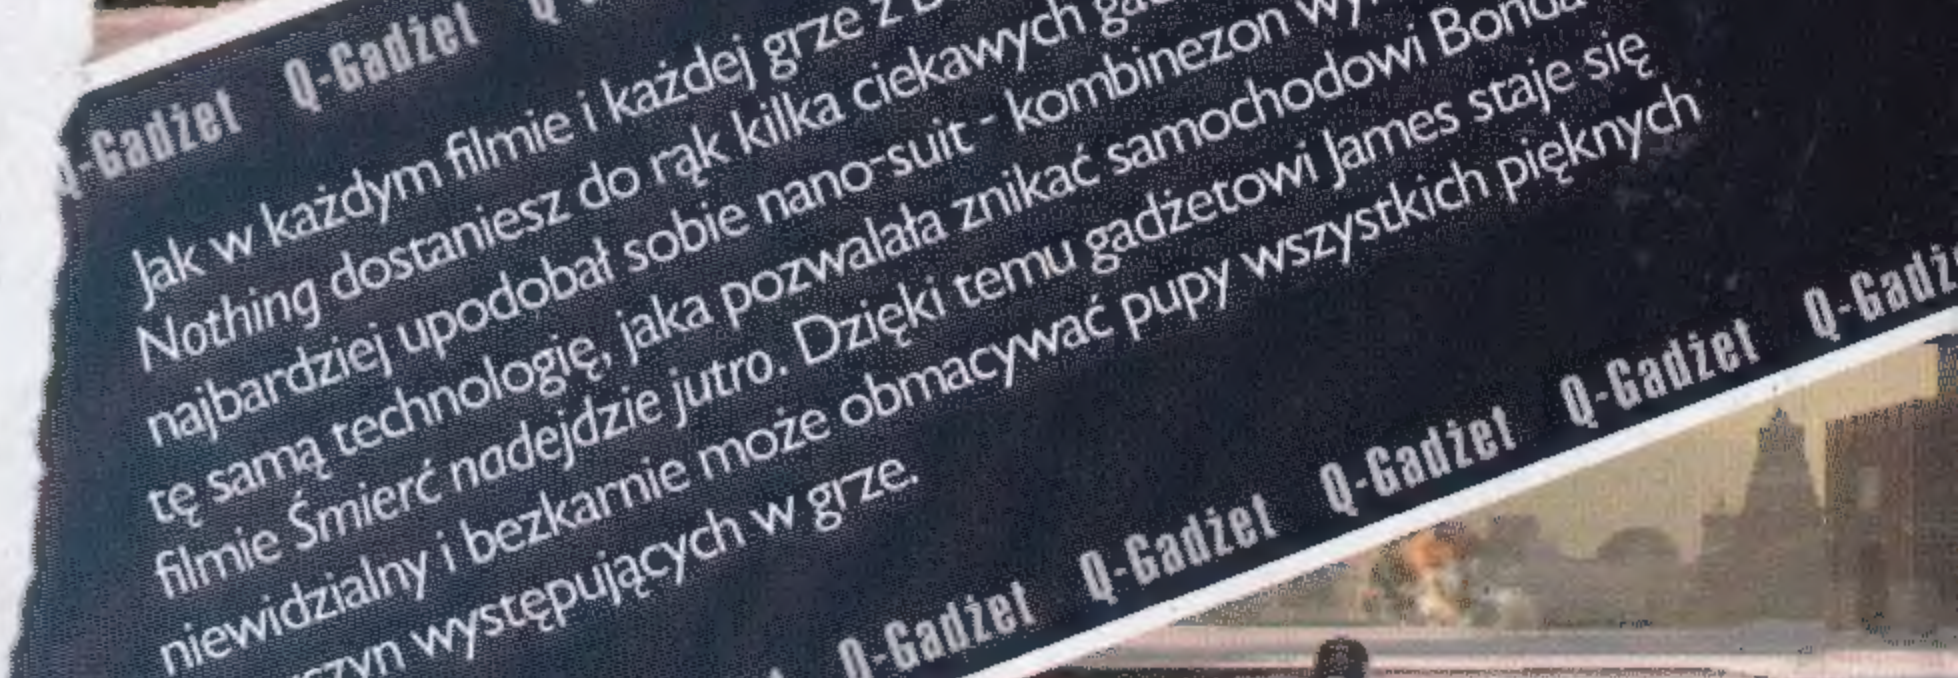 Q-Gadżet Q-Gadżet
Jak w każdym filmie i każdej grze z
Nothing dostaniesz do rąk kilka ciekawych
najbardziej upodobał sobie nano-suit - kombinezon
tę samą technologię, jaka pozwalała znikać samochodowi Bonda
filmie Śmierć nadejdzie jutro. Dzięki temu gadżetowi James staje się
niewidzialny i bezkarnie może obmacywać pupy wszystkich pięknych
występujących w grze.
Q-Gadżet Q-Gadżet Q-Gadżet Q-Gadżet